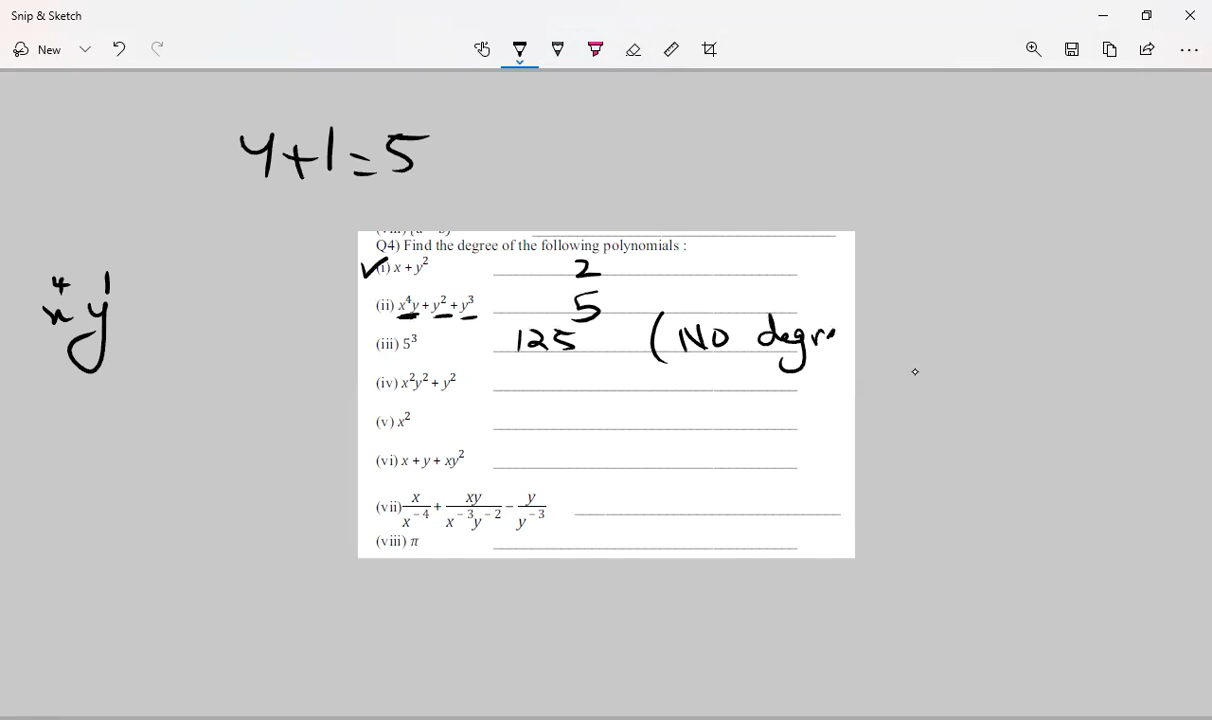 Snip & Sketch
New
4+1=5
Q4) Find the degree of the following polynomials :
(i) x + y² 2
(ii) x⁴y + y² + y³ 5
(iii) 5³ 125 (NO degre
x⁴y¹
(iv) x²y² + y²
(v) x²
(vi) x + y + xy²
(vii) x/x⁻⁴ + xy/x⁻³y⁻² - y/y⁻³
(viii) π